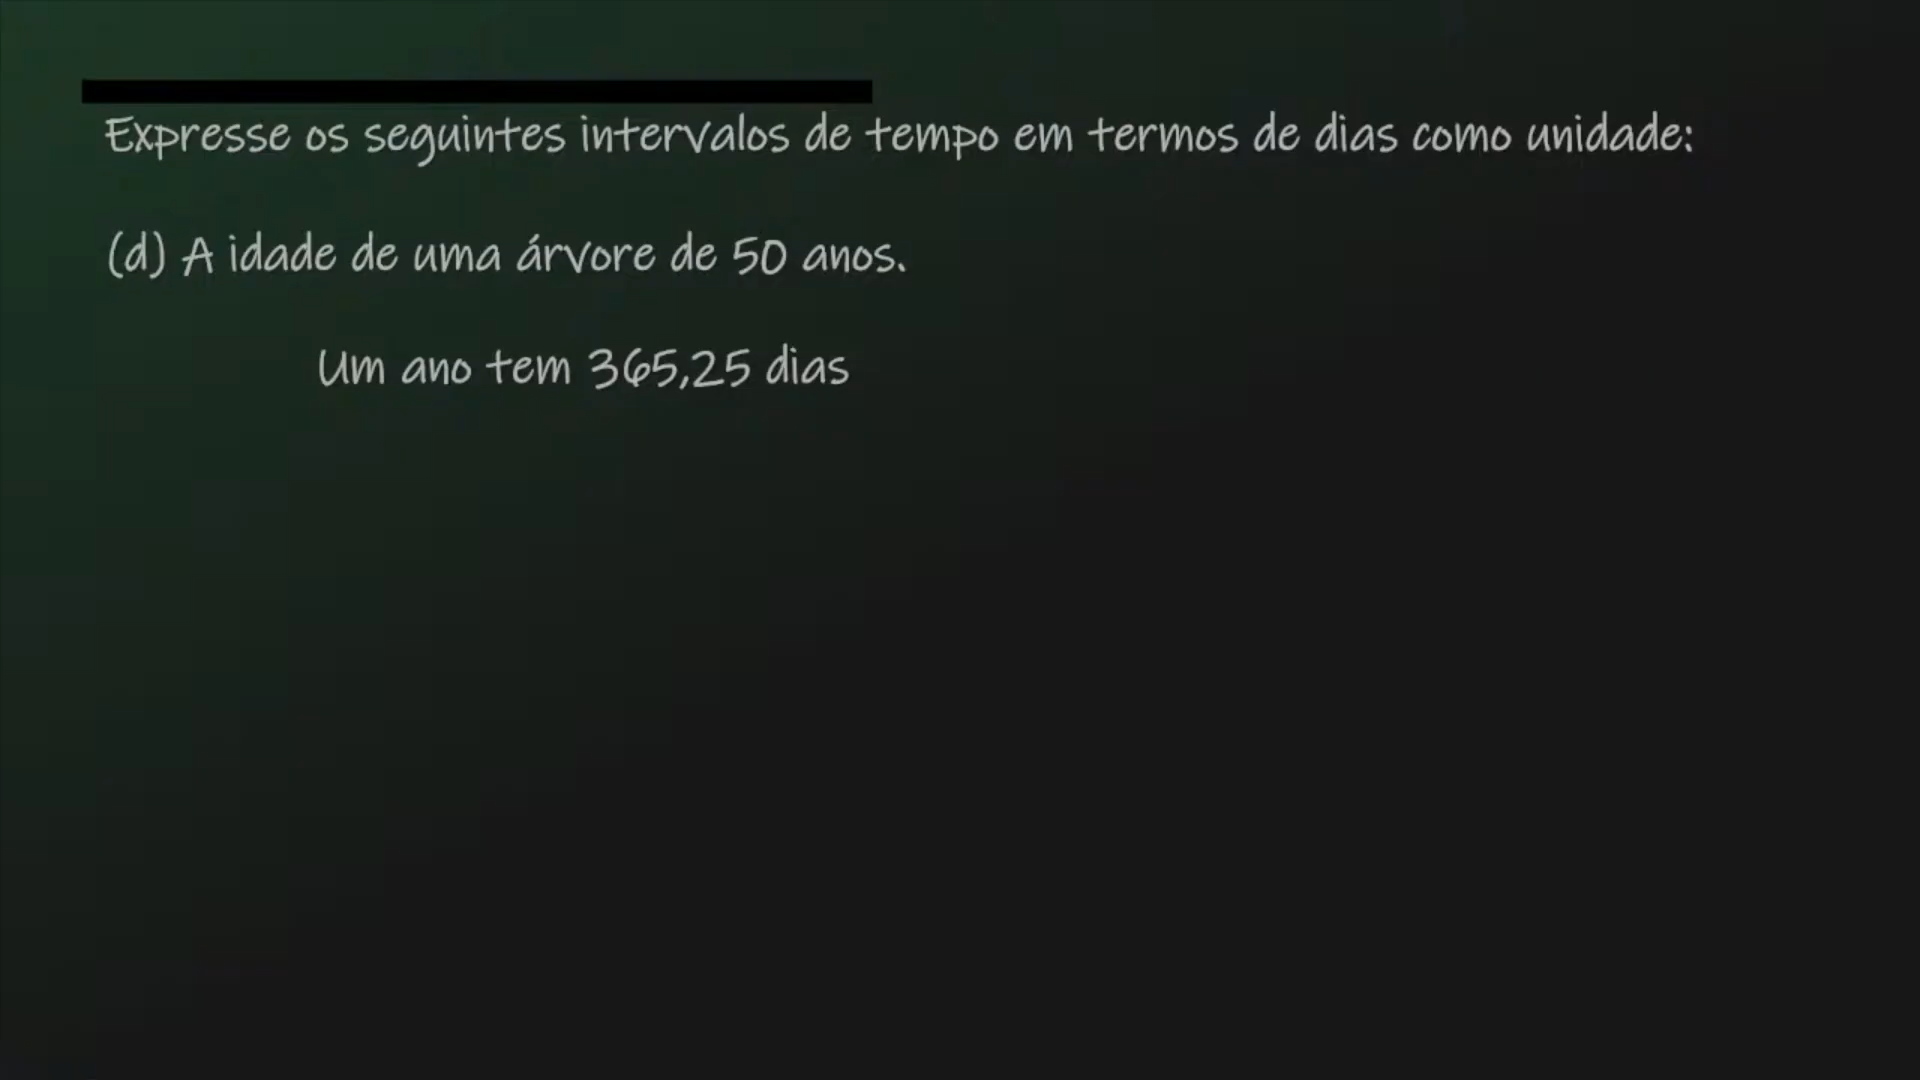 Expresse os seguintes intervalos de tempo em termos de dias como unidade:
(d) A idade de uma árvore de 50 anos.
Um ano tem 365,25 dias